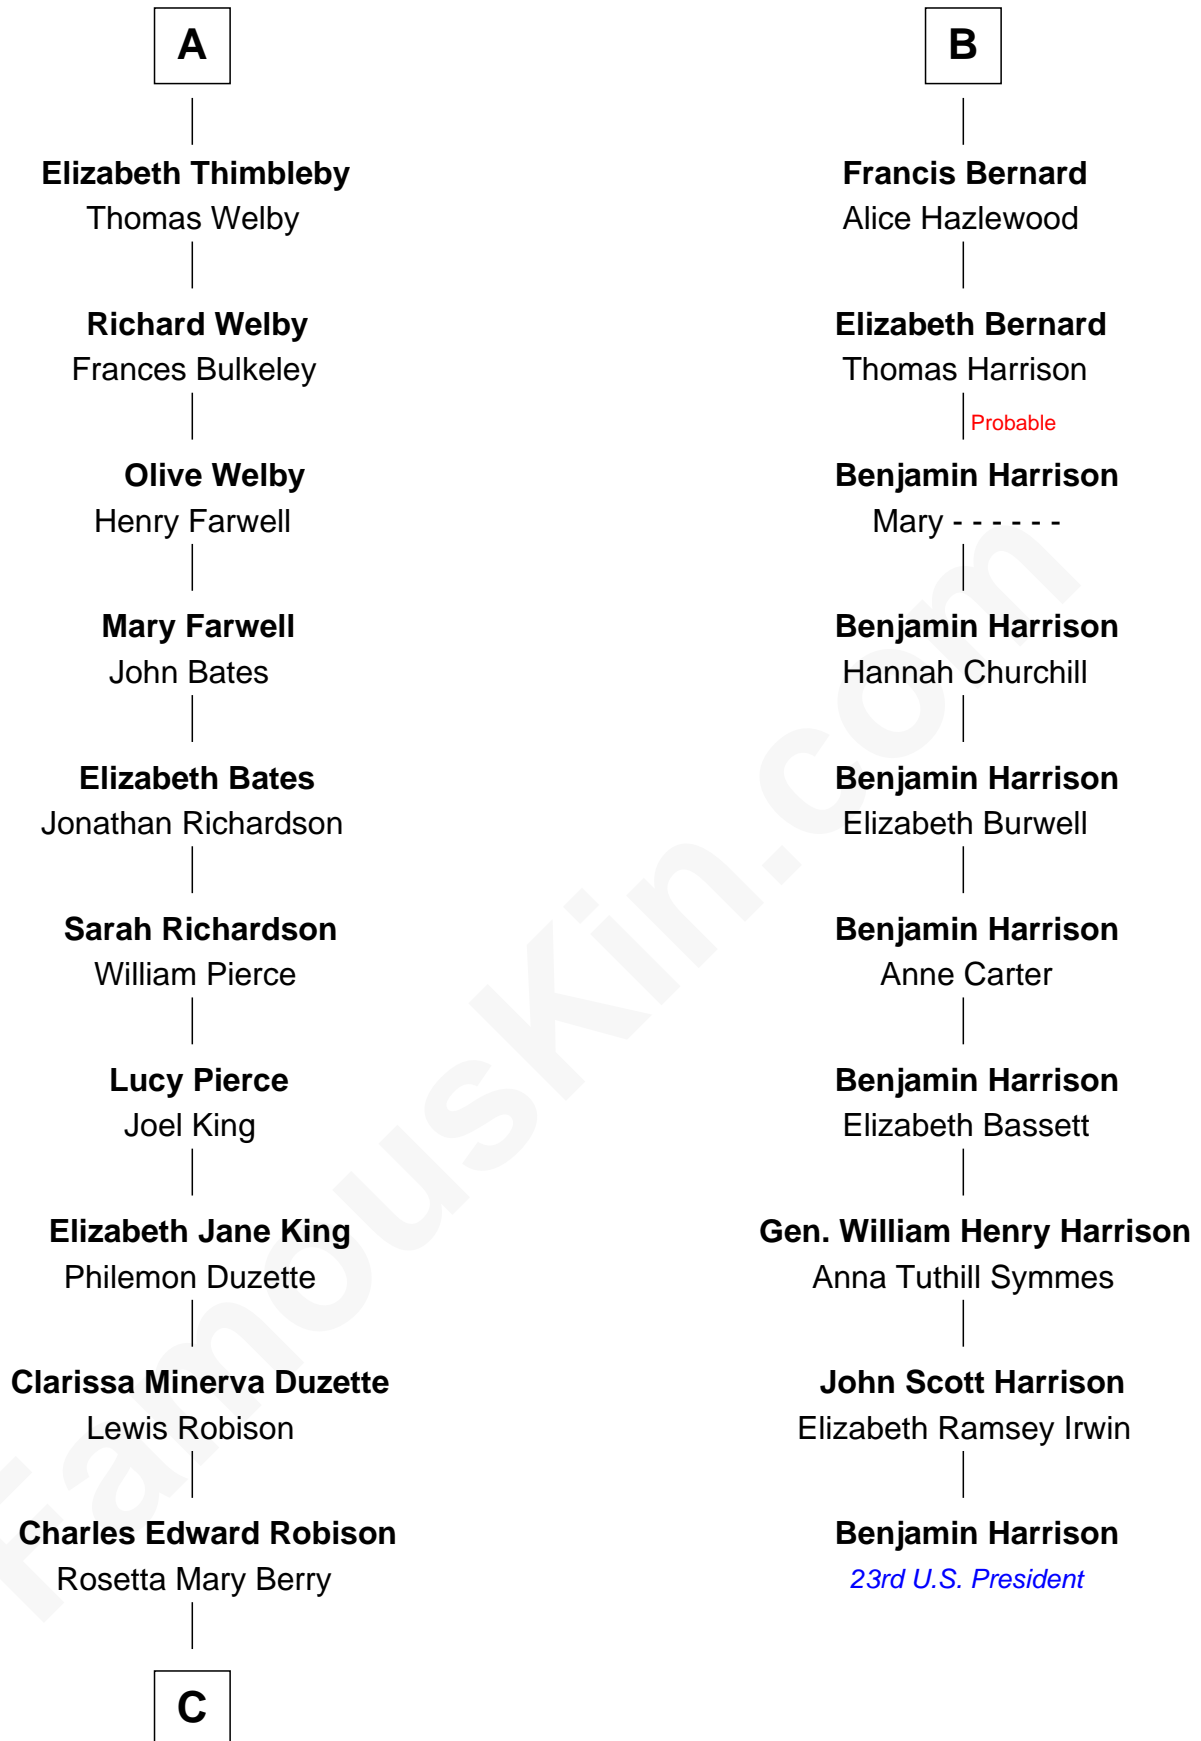 A
Elizabeth Thimbleby
Thomas Welby
Richard Welby
Frances Bulkeley
Olive Welby
Henry Farwell
Mary Farwell
John Bates
Elizabeth Bates
Jonathan Richardson
Sarah Richardson
William Pierce
Lucy Pierce
Joel King
Elizabeth Jane King
Philemon Duzette
Clarissa Minerva Duzette
Lewis Robison
Charles Edward Robison
Rosetta Mary Berry
C
B
Francis Bernard
Alice Hazlewood
Elizabeth Bernard
Thomas Harrison
Probable
Benjamin Harrison
Mary - - - - - -
Benjamin Harrison
Hannah Churchill
Benjamin Harrison
Elizabeth Burwell
Benjamin Harrison
Anne Carter
Benjamin Harrison
Elizabeth Bassett
Gen. William Henry Harrison
Anna Tuthill Symmes
John Scott Harrison
Elizabeth Ramsey Irwin
Benjamin Harrison
23rd U.S. President
FamousKin.com